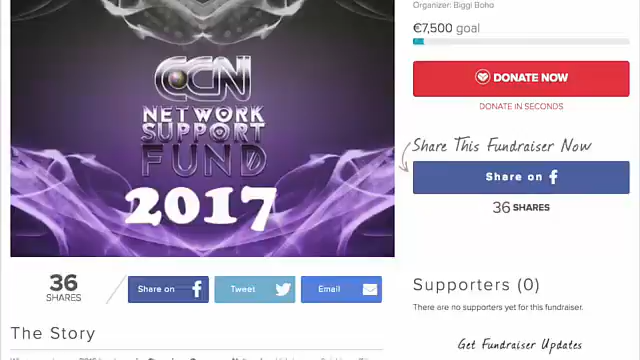 Organizer: Biggi Boho
€7,500 goal
DONATE NOW
DONATE IN SECONDS
Share This Fundraiser Now
Share on f
36 SHARES
CCN
NETWORK
SUPPORT
FUND
2017
36
SHARES
Share on f
Tweet
Email
Supporters (0)
There are no supporters yet for this fundraiser.
The Story
Get Fundraiser Updates